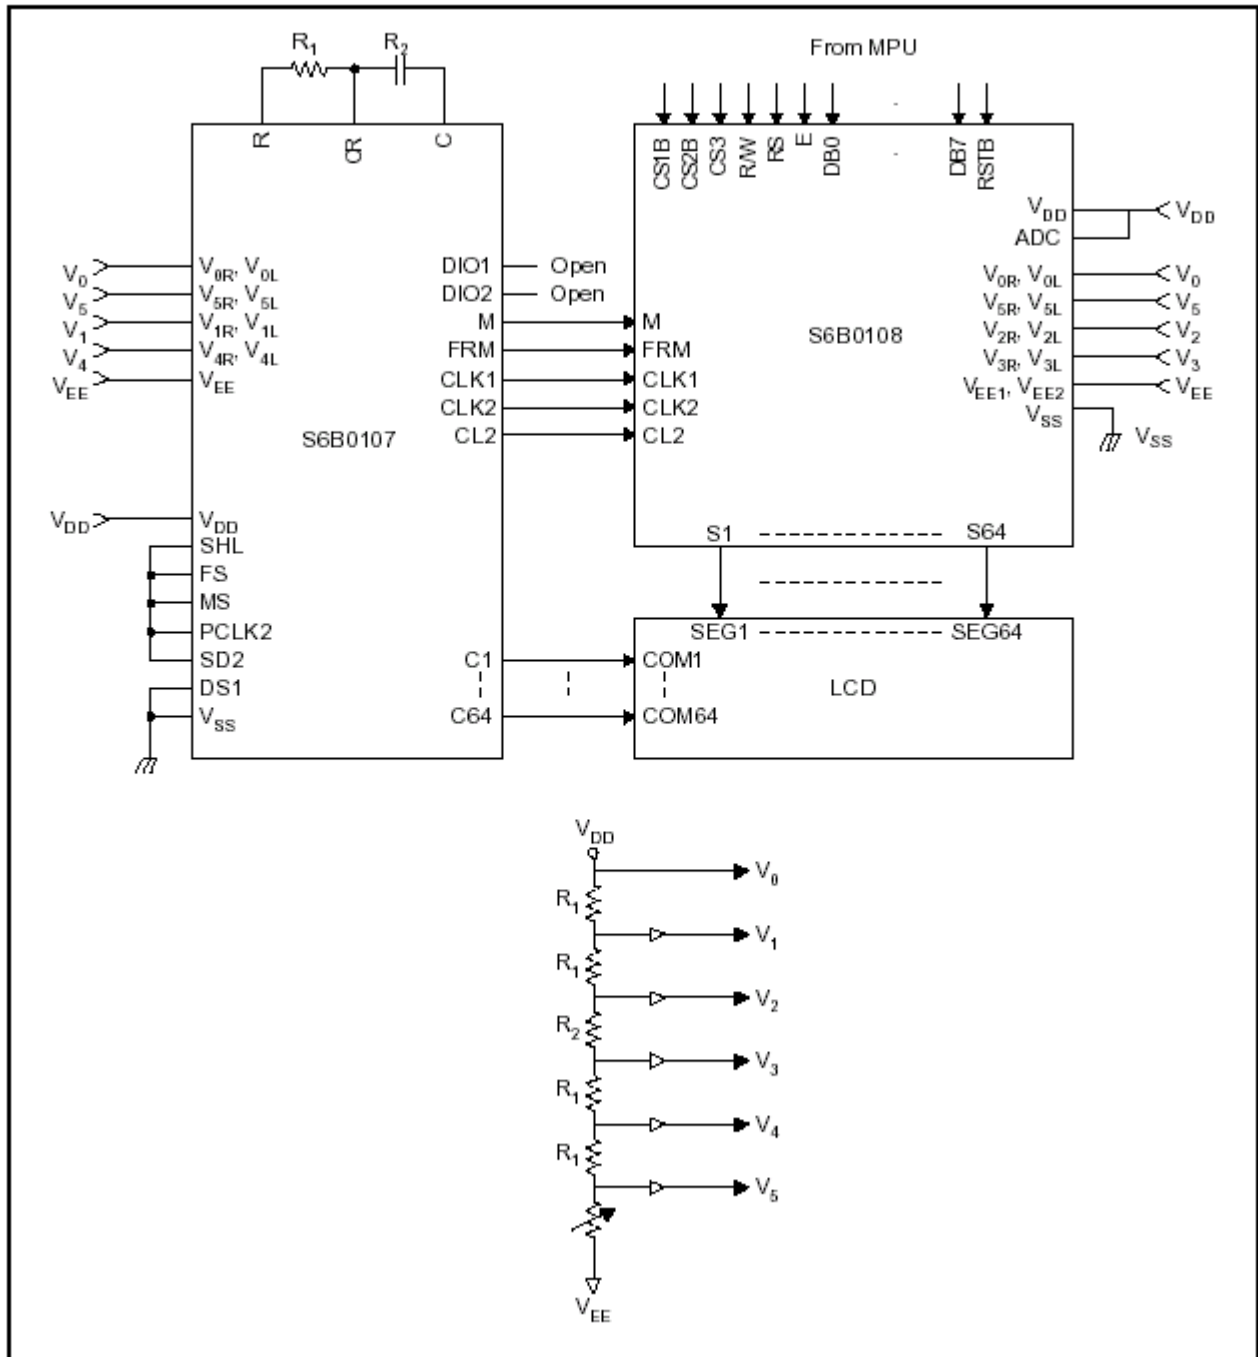 R1 R2
From MPU
R CR C
CS1B CS2B CS3 R/W RS E DB0 DB7 RSTB
V0 V0R, V0L
V5 V5R, V5L
V1 V1R, V1L
V4 V4R, V4L
VEE VEE
S6B0107
VDD VDD
SHL
FS
MS
PCLK2
SD2
DS1
VSS
DIO1 Open
DIO2 Open
M
FRM
CLK1
CLK2
CL2
C1
C64
M
FRM
CLK1
CLK2
CL2
S6B0108
VDD VDD
ADC
V0R, V0L V0
V5R, V5L V5
V2R, V2L V2
V3R, V3L V3
VEE1, VEE2 VEE
VSS VSS
S1 S64
SEG1 SEG64
COM1
LCD
COM64
VDD
V0
R1
V1
R1
V2
R2
V3
R1
V4
R1
V5
VEE